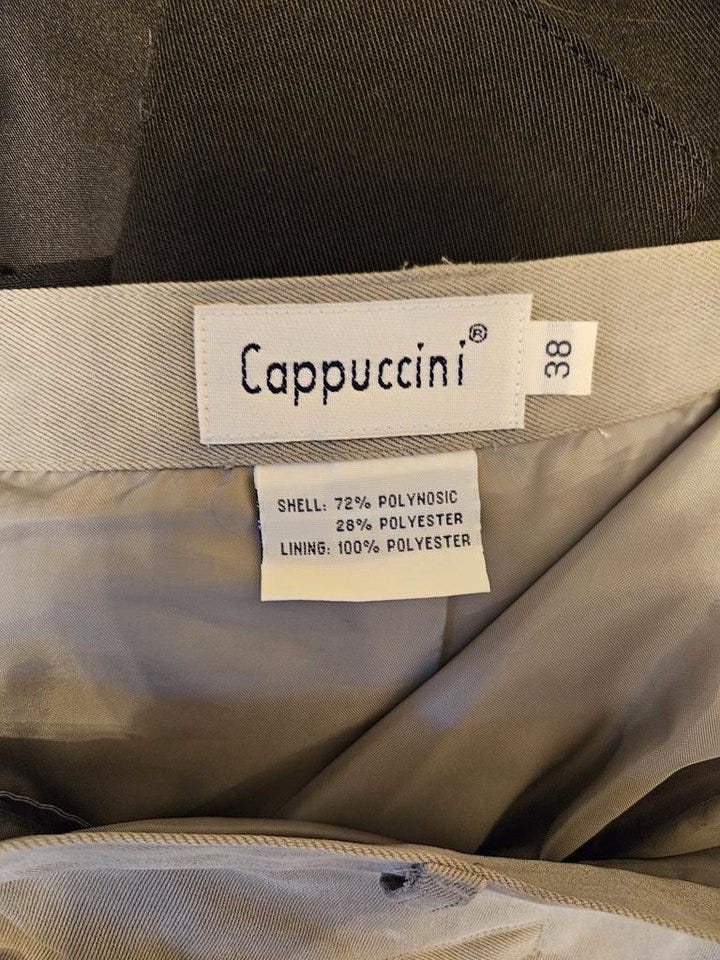 Cappuccini®
38
SHELL: 72% POLYNOSIC
28% POLYESTER
LINING: 100% POLYESTER